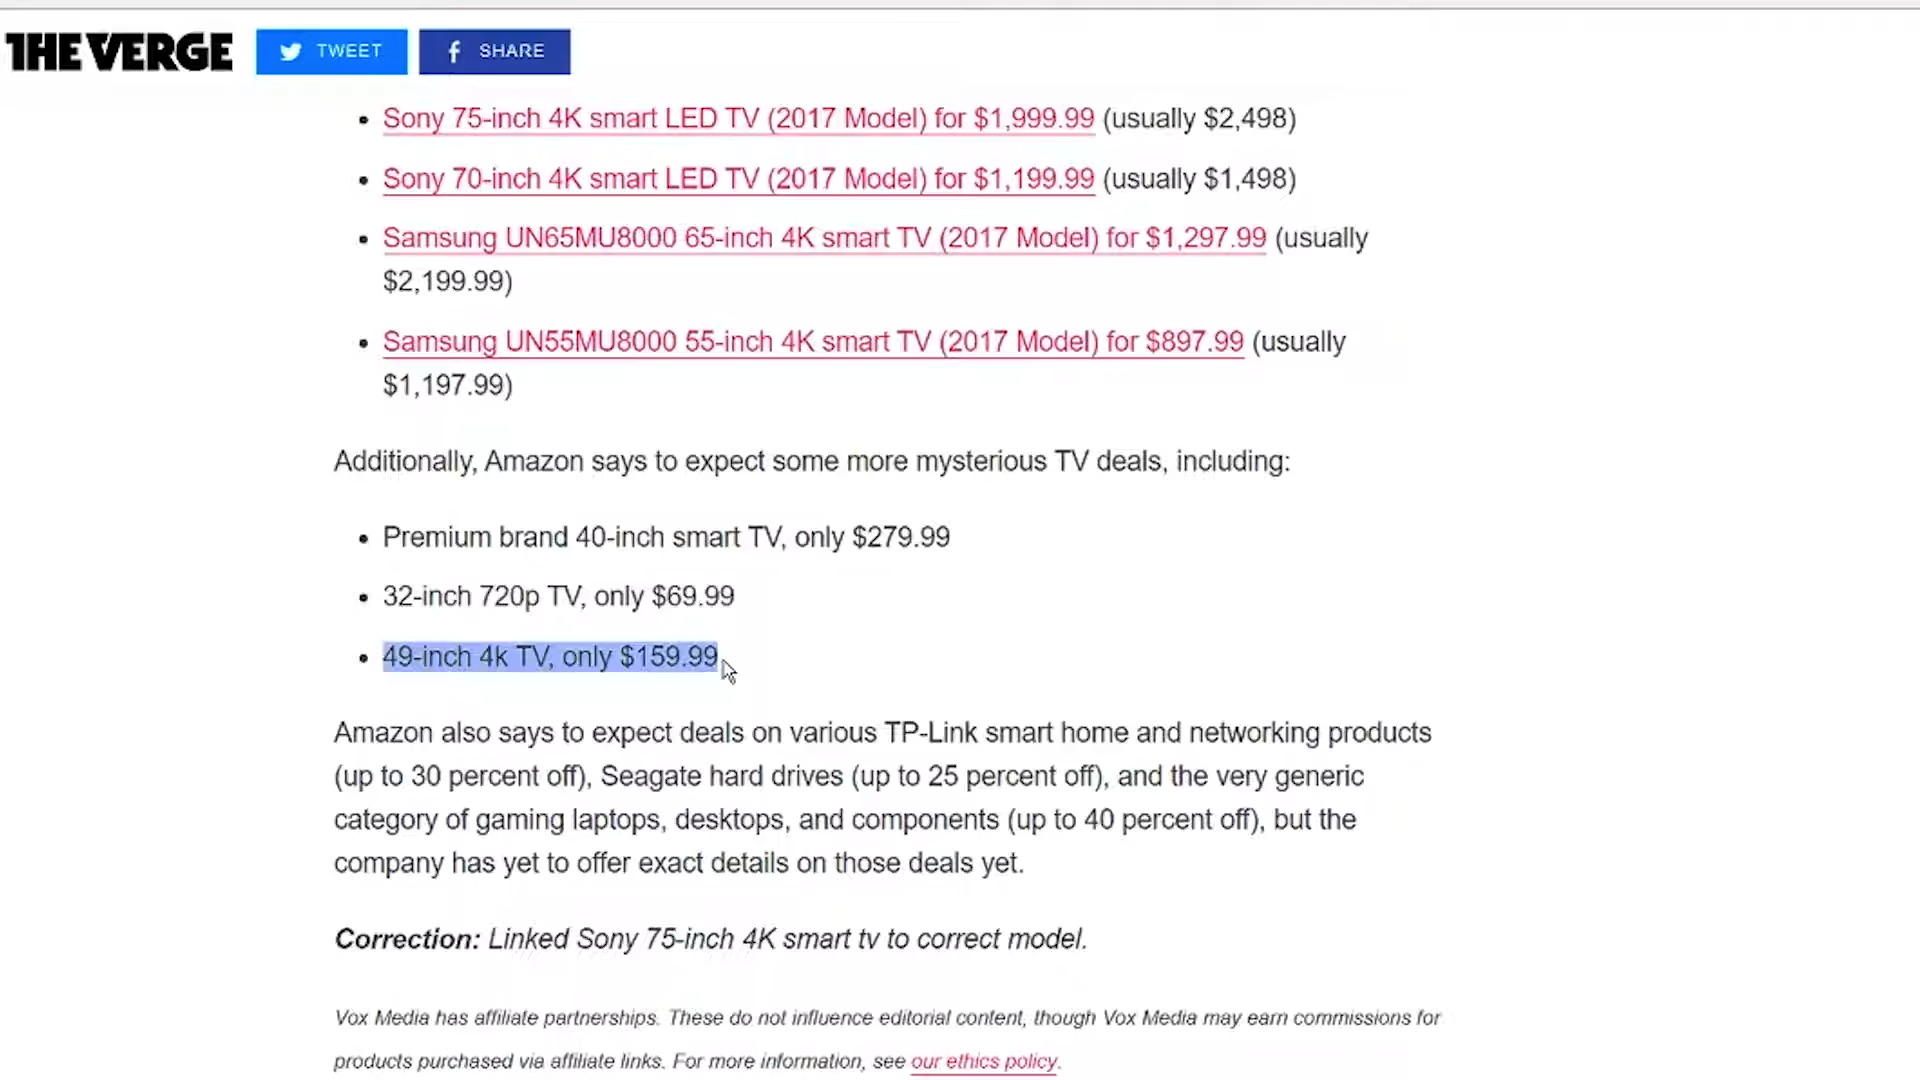 THE VERGE
TWEET
SHARE
Sony 75-inch 4K smart LED TV (2017 Model) for $1,999.99 (usually $2,498)
Sony 70-inch 4K smart LED TV (2017 Model) for $1,199.99 (usually $1,498)
Samsung UN65MU8000 65-inch 4K smart TV (2017 Model) for $1,297.99 (usually
$2,199.99)
Samsung UN55MU8000 55-inch 4K smart TV (2017 Model) for $897.99 (usually
$1,197.99)
Additionally, Amazon says to expect some more mysterious TV deals, including:
Premium brand 40-inch smart TV, only $279.99
32-inch 720p TV, only $69.99
49-inch 4k TV, only $159.99
Amazon also says to expect deals on various TP-Link smart home and networking products
(up to 30 percent off), Seagate hard drives (up to 25 percent off), and the very generic
category of gaming laptops, desktops, and components (up to 40 percent off), but the
company has yet to offer exact details on those deals yet.
Correction: Linked Sony 75-inch 4K smart tv to correct model.
Vox Media has affiliate partnerships. These do not influence editorial content, though Vox Media may earn commissions for
products purchased via affiliate links. For more information, see our ethics policy.